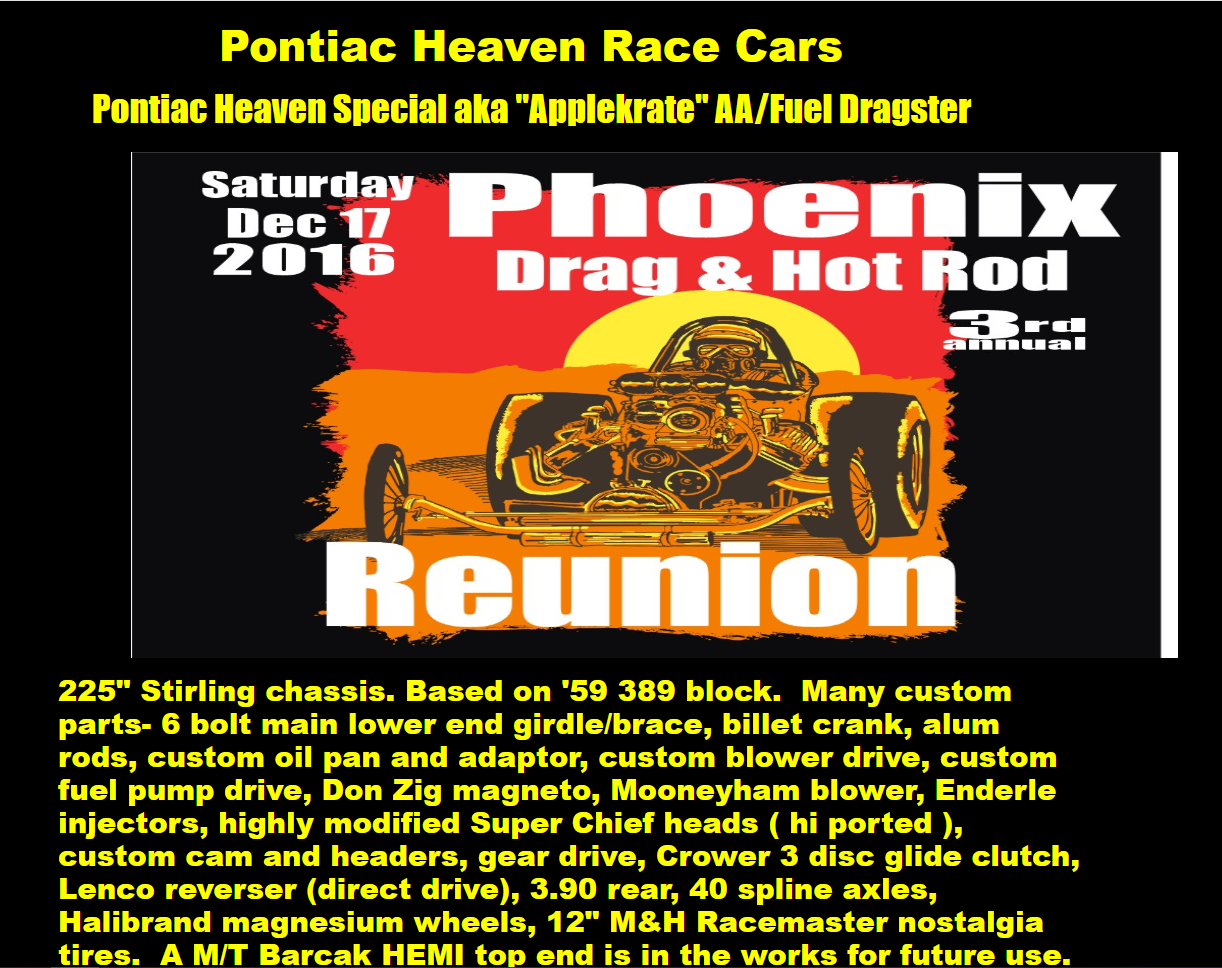 Pontiac Heaven Race Cars
Pontiac Heaven Special aka "Applekrate" AA/Fuel Dragster
Saturday
Dec 17
2016
Phoenix
Drag & Hot Rod
3rd
annual
Reunion
225" Stirling chassis. Based on '59 389 block.  Many custom
parts- 6 bolt main lower end girdle/brace, billet crank, alum
rods, custom oil pan and adaptor, custom blower drive, custom
fuel pump drive, Don Zig magneto, Mooneyham blower, Enderle
injectors, highly modified Super Chief heads ( hi ported ),
custom cam and headers, gear drive, Crower 3 disc glide clutch,
Lenco reverser (direct drive), 3.90 rear, 40 spline axles,
Halibrand magnesium wheels, 12" M&H Racemaster nostalgia
tires.  A M/T Barcak HEMI top end is in the works for future use.